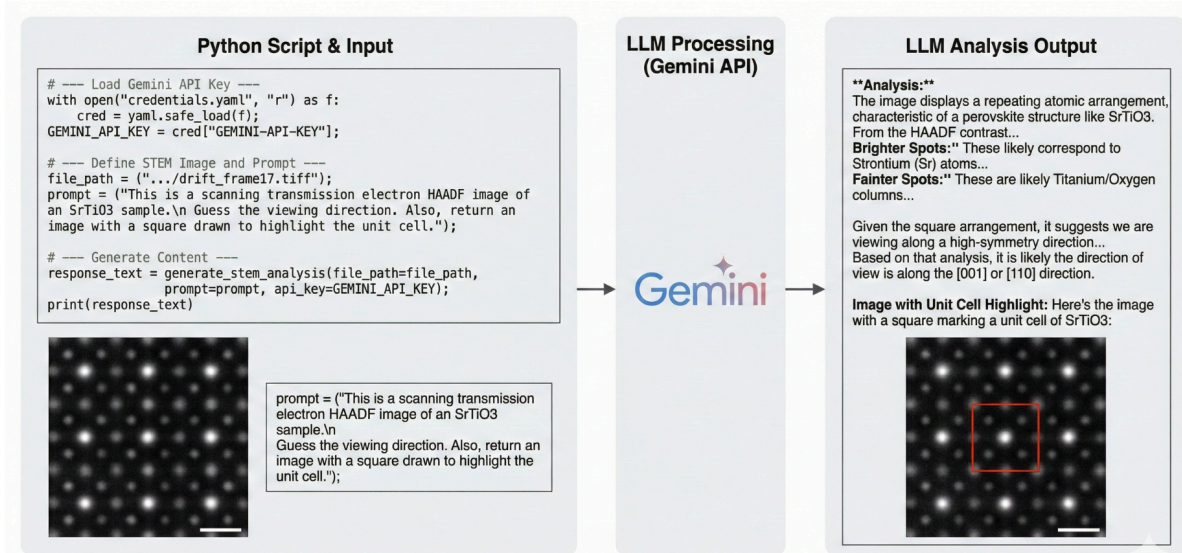 Python Script & Input
# --- Load Gemini API Key ---
with open("credentials.yaml", "r") as f:
    cred = yaml.safe_load(f);
GEMINI_API_KEY = cred["GEMINI-API-KEY"];
# --- Define STEM Image and Prompt ---
file_path = (".../drift_frame17.tiff");
prompt = ("This is a scanning transmission electron HAADF image of
an SrTiO3 sample.\n Guess the viewing direction. Also, return an
image with a square drawn to highlight the unit cell.");
# --- Generate Content ---
response_text = generate_stem_analysis(file_path=file_path,
            prompt=prompt, api_key=GEMINI_API_KEY);
print(response_text)
prompt = ("This is a scanning transmission
electron HAADF image of an SrTiO3
sample.\n
Guess the viewing direction. Also, return an
image with a square drawn to highlight the
unit cell.");
LLM Processing
(Gemini API)
Gemini
LLM Analysis Output
**Analysis:**
The image displays a repeating atomic arrangement,
characteristic of a perovskite structure like SrTiO3.
From the HAADF contrast...
Brighter Spots:" These likely correspond to
Strontium (Sr) atoms...
Fainter Spots:" These are likely Titanium/Oxygen
columns...
Given the square arrangement, it suggests we are
viewing along a high-symmetry direction...
Based on that analysis, it is likely the direction of
view is along the [001] or [110] direction.
Image with Unit Cell Highlight: Here's the image
with a square marking a unit cell of SrTiO3: